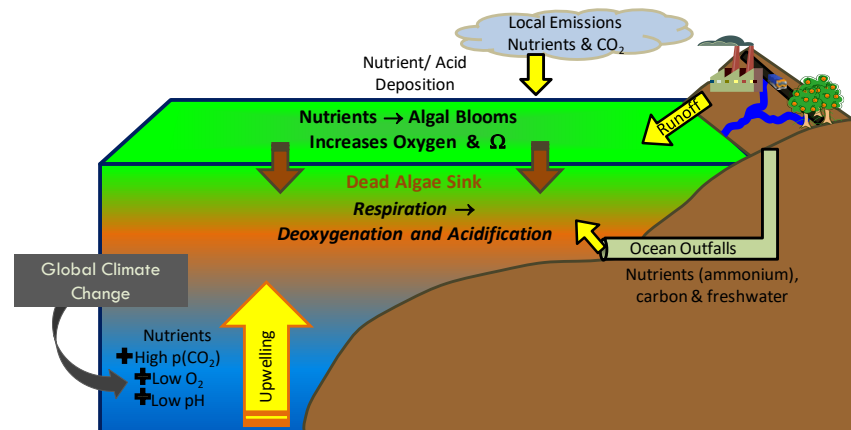 Local Emissions
Nutrients & CO₂
Nutrient/ Acid
Deposition
Runoff
Nutrients → Algal Blooms
Increases Oxygen & Ω
Dead Algae Sink
Respiration →
Deoxygenation and Acidification
Ocean Outfalls
Nutrients (ammonium),
carbon & freshwater
Global Climate
Change
Nutrients
+High p(CO₂)
+Low O₂
+Low pH
Upwelling